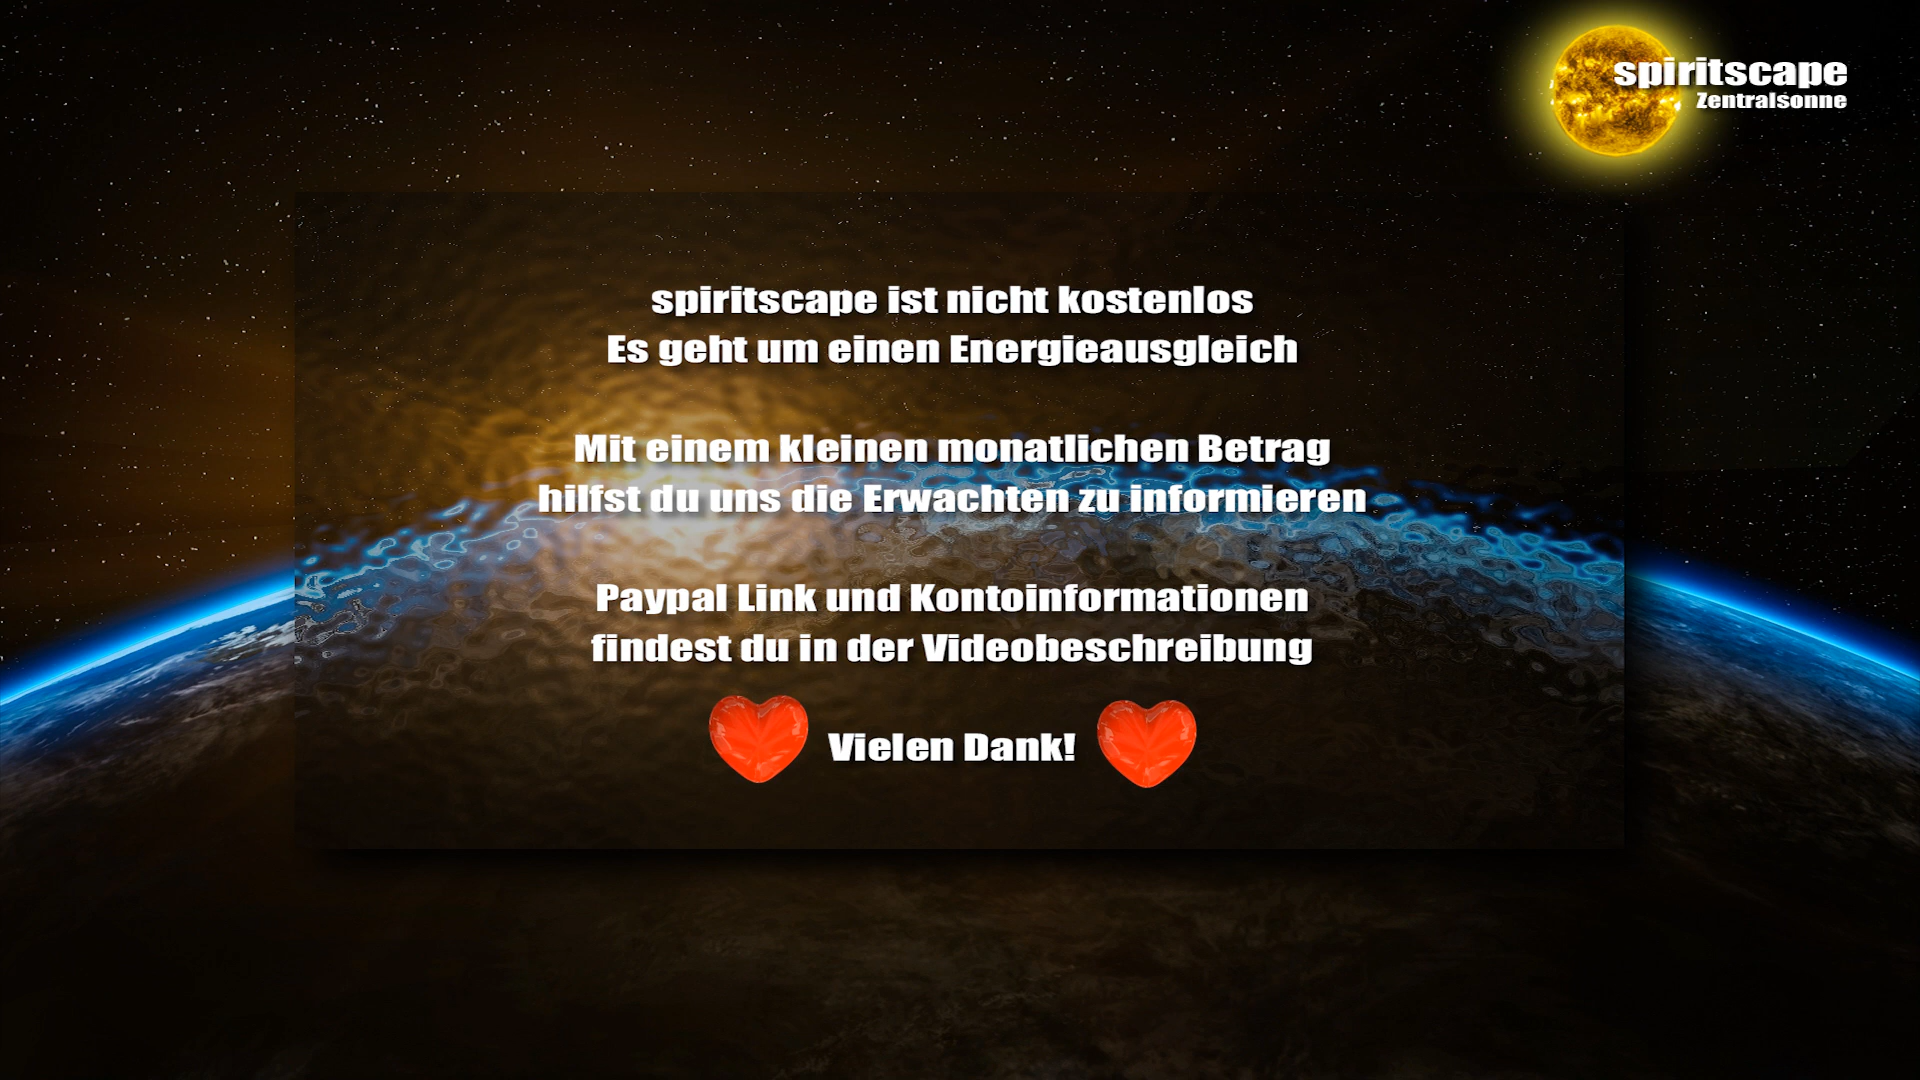 spiritscape
Zentralsonne
spiritscape ist nicht kostenlos
Es geht um einen Energieausgleich
Mit einem kleinen monatlichen Betrag
hilfst du uns die Erwachten zu informieren
Paypal Link und Kontoinformationen
findest du in der Videobeschreibung
Vielen Dank!